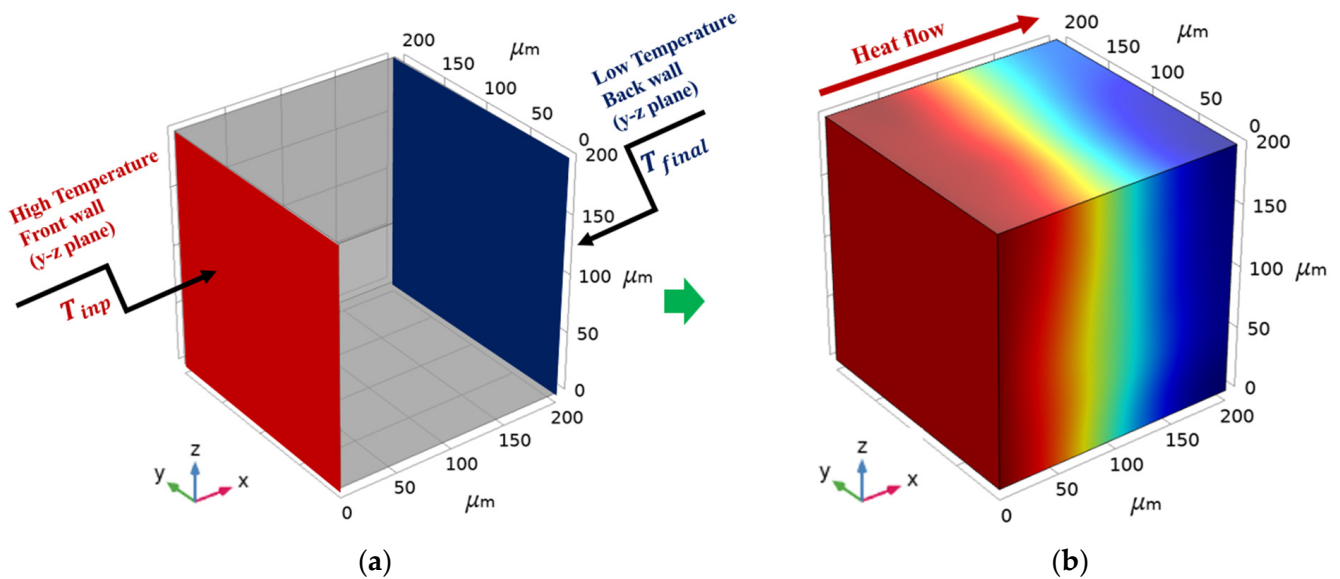 200
150
100
50
0
μm
Low Temperature
Back wall
(y-z plane)
T final
High Temperature
Front wall
(y-z plane)
T inp
200
150
100
50
0
μm
200
150
100
50
0
μm
z
y
x
(a)
Heat flow
200
150
100
50
0
μm
200
150
100
50
0
μm
200
150
100
50
0
μm
z
y
x
(b)